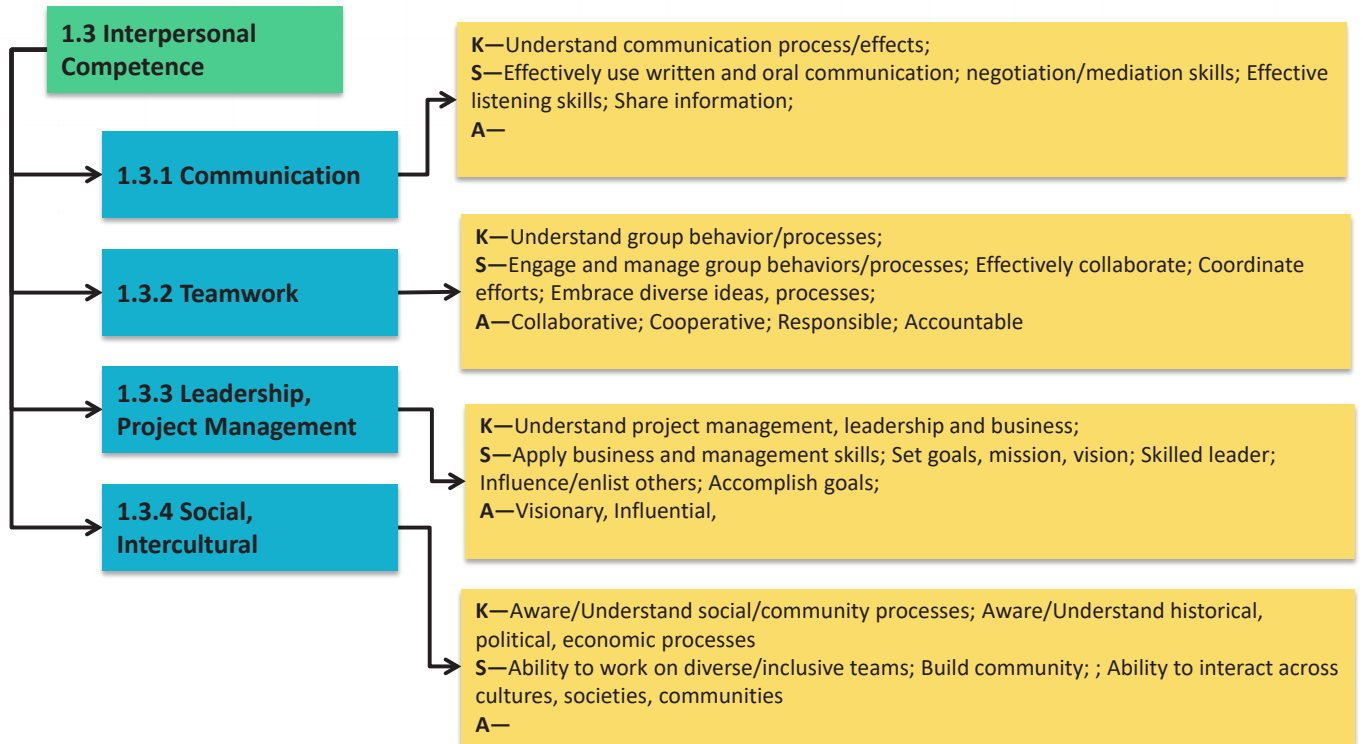 1.3 Interpersonal
Competence
K—Understand communication process/effects;
S—Effectively use written and oral communication; negotiation/mediation skills; Effective
listening skills; Share information;
A—
1.3.1 Communication
K—Understand group behavior/processes;
S—Engage and manage group behaviors/processes; Effectively collaborate; Coordinate
efforts; Embrace diverse ideas, processes;
A—Collaborative; Cooperative; Responsible; Accountable
1.3.2 Teamwork
1.3.3 Leadership,
Project Management
K—Understand project management, leadership and business;
S—Apply business and management skills; Set goals, mission, vision; Skilled leader;
Influence/enlist others; Accomplish goals;
A—Visionary, Influential,
1.3.4 Social,
Intercultural
K—Aware/Understand social/community processes; Aware/Understand historical,
political, economic processes
S—Ability to work on diverse/inclusive teams; Build community; ; Ability to interact across
cultures, societies, communities
A—